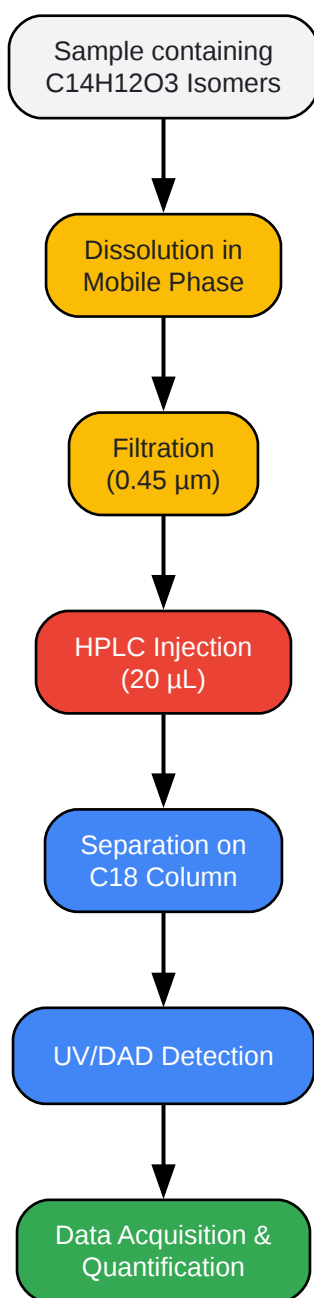 Sample containing
C14H12O3 Isomers
Dissolution in
Mobile Phase
Filtration
(0.45 µm)
HPLC Injection
(20 µL)
Separation on
C18 Column
UV/DAD Detection
Data Acquisition &
Quantification